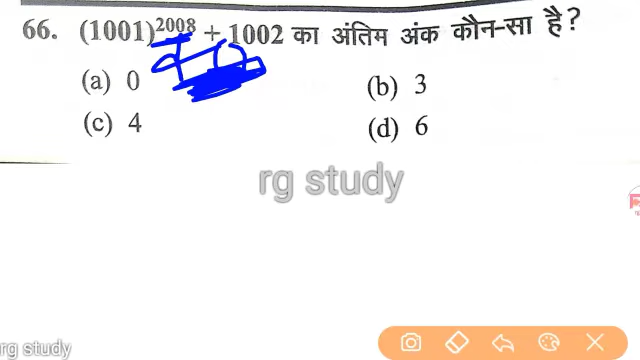 66. (1001)^2008 + 1002 का अंतिम अंक कौन-सा है?
(a) 0 (b) 3
(c) 4 (d) 6
rg study
rg study